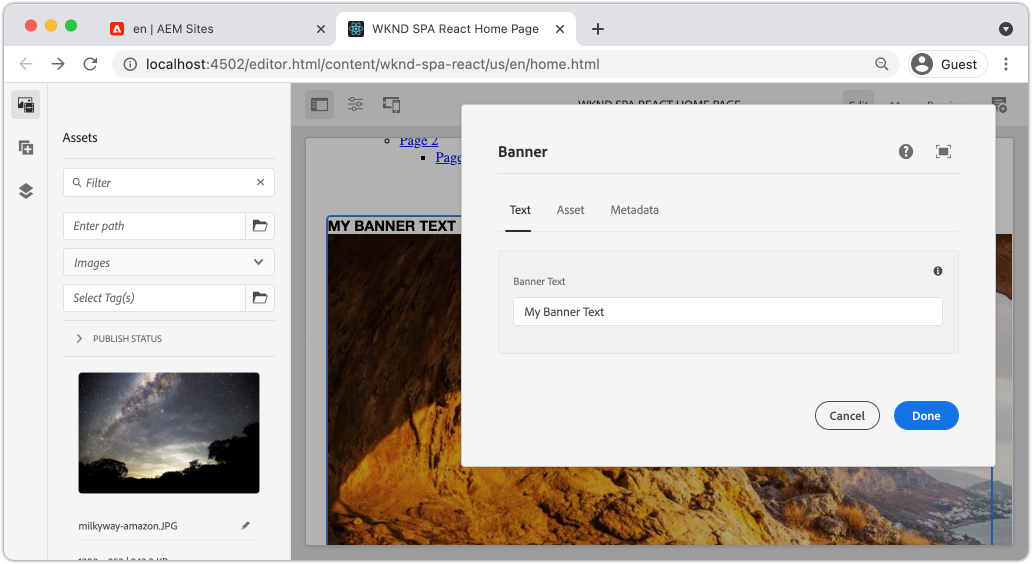 en | AEM Sites
WKND SPA React Home Page
localhost:4502/editor.html/content/wknd-spa-react/us/en/home.html
Guest
Assets
Filter
Enter path
Images
Select Tag(s)
PUBLISH STATUS
milkyway-amazon.JPG
WKND SPA REACT HOME PAGE
Edit
Page 2
Page
MY BANNER TEXT
Banner
Text
Asset
Metadata
Banner Text
My Banner Text
Cancel
Done